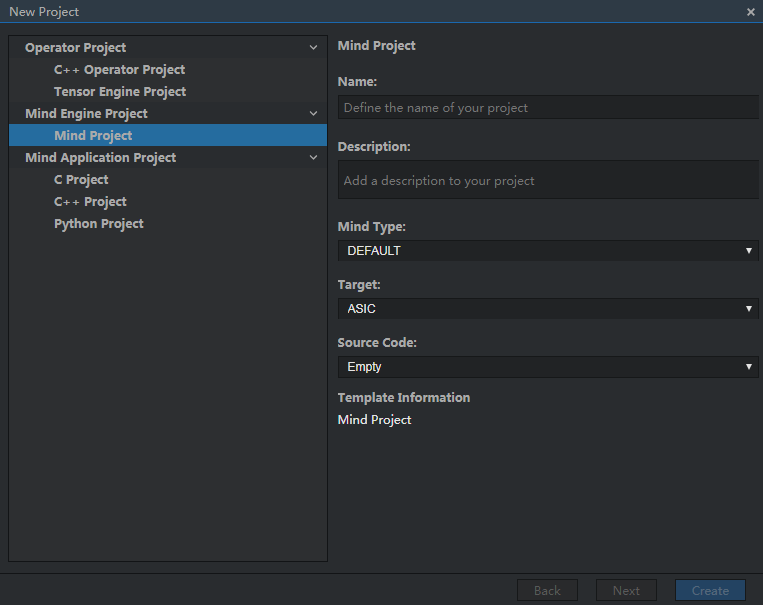 New Project
Operator Project
C++ Operator Project
Tensor Engine Project
Mind Engine Project
Mind Project
Mind Application Project
C Project
C++ Project
Python Project
Mind Project
Name:
Define the name of your project
Description:
Add a description to your project
Mind Type:
DEFAULT
Target:
ASIC
Source Code:
Empty
Template Information
Mind Project
Back
Next
Create